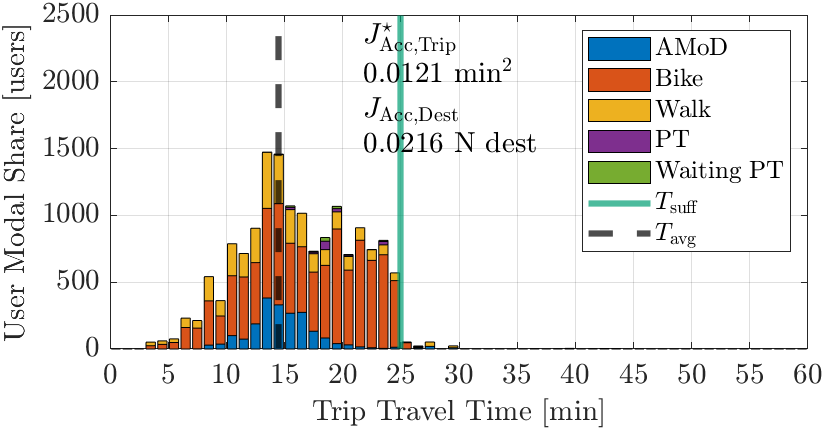 2500
2000
1500
1000
500
0
User Modal Share [users]
J⋆Acc,Trip
0.0121 min²
JAcc,Dest
0.0216 N dest
AMoD
Bike
Walk
PT
Waiting PT
Tsuff
Tavg
0 5 10 15 20 25 30 35 40 45 50 55 60
Trip Travel Time [min]